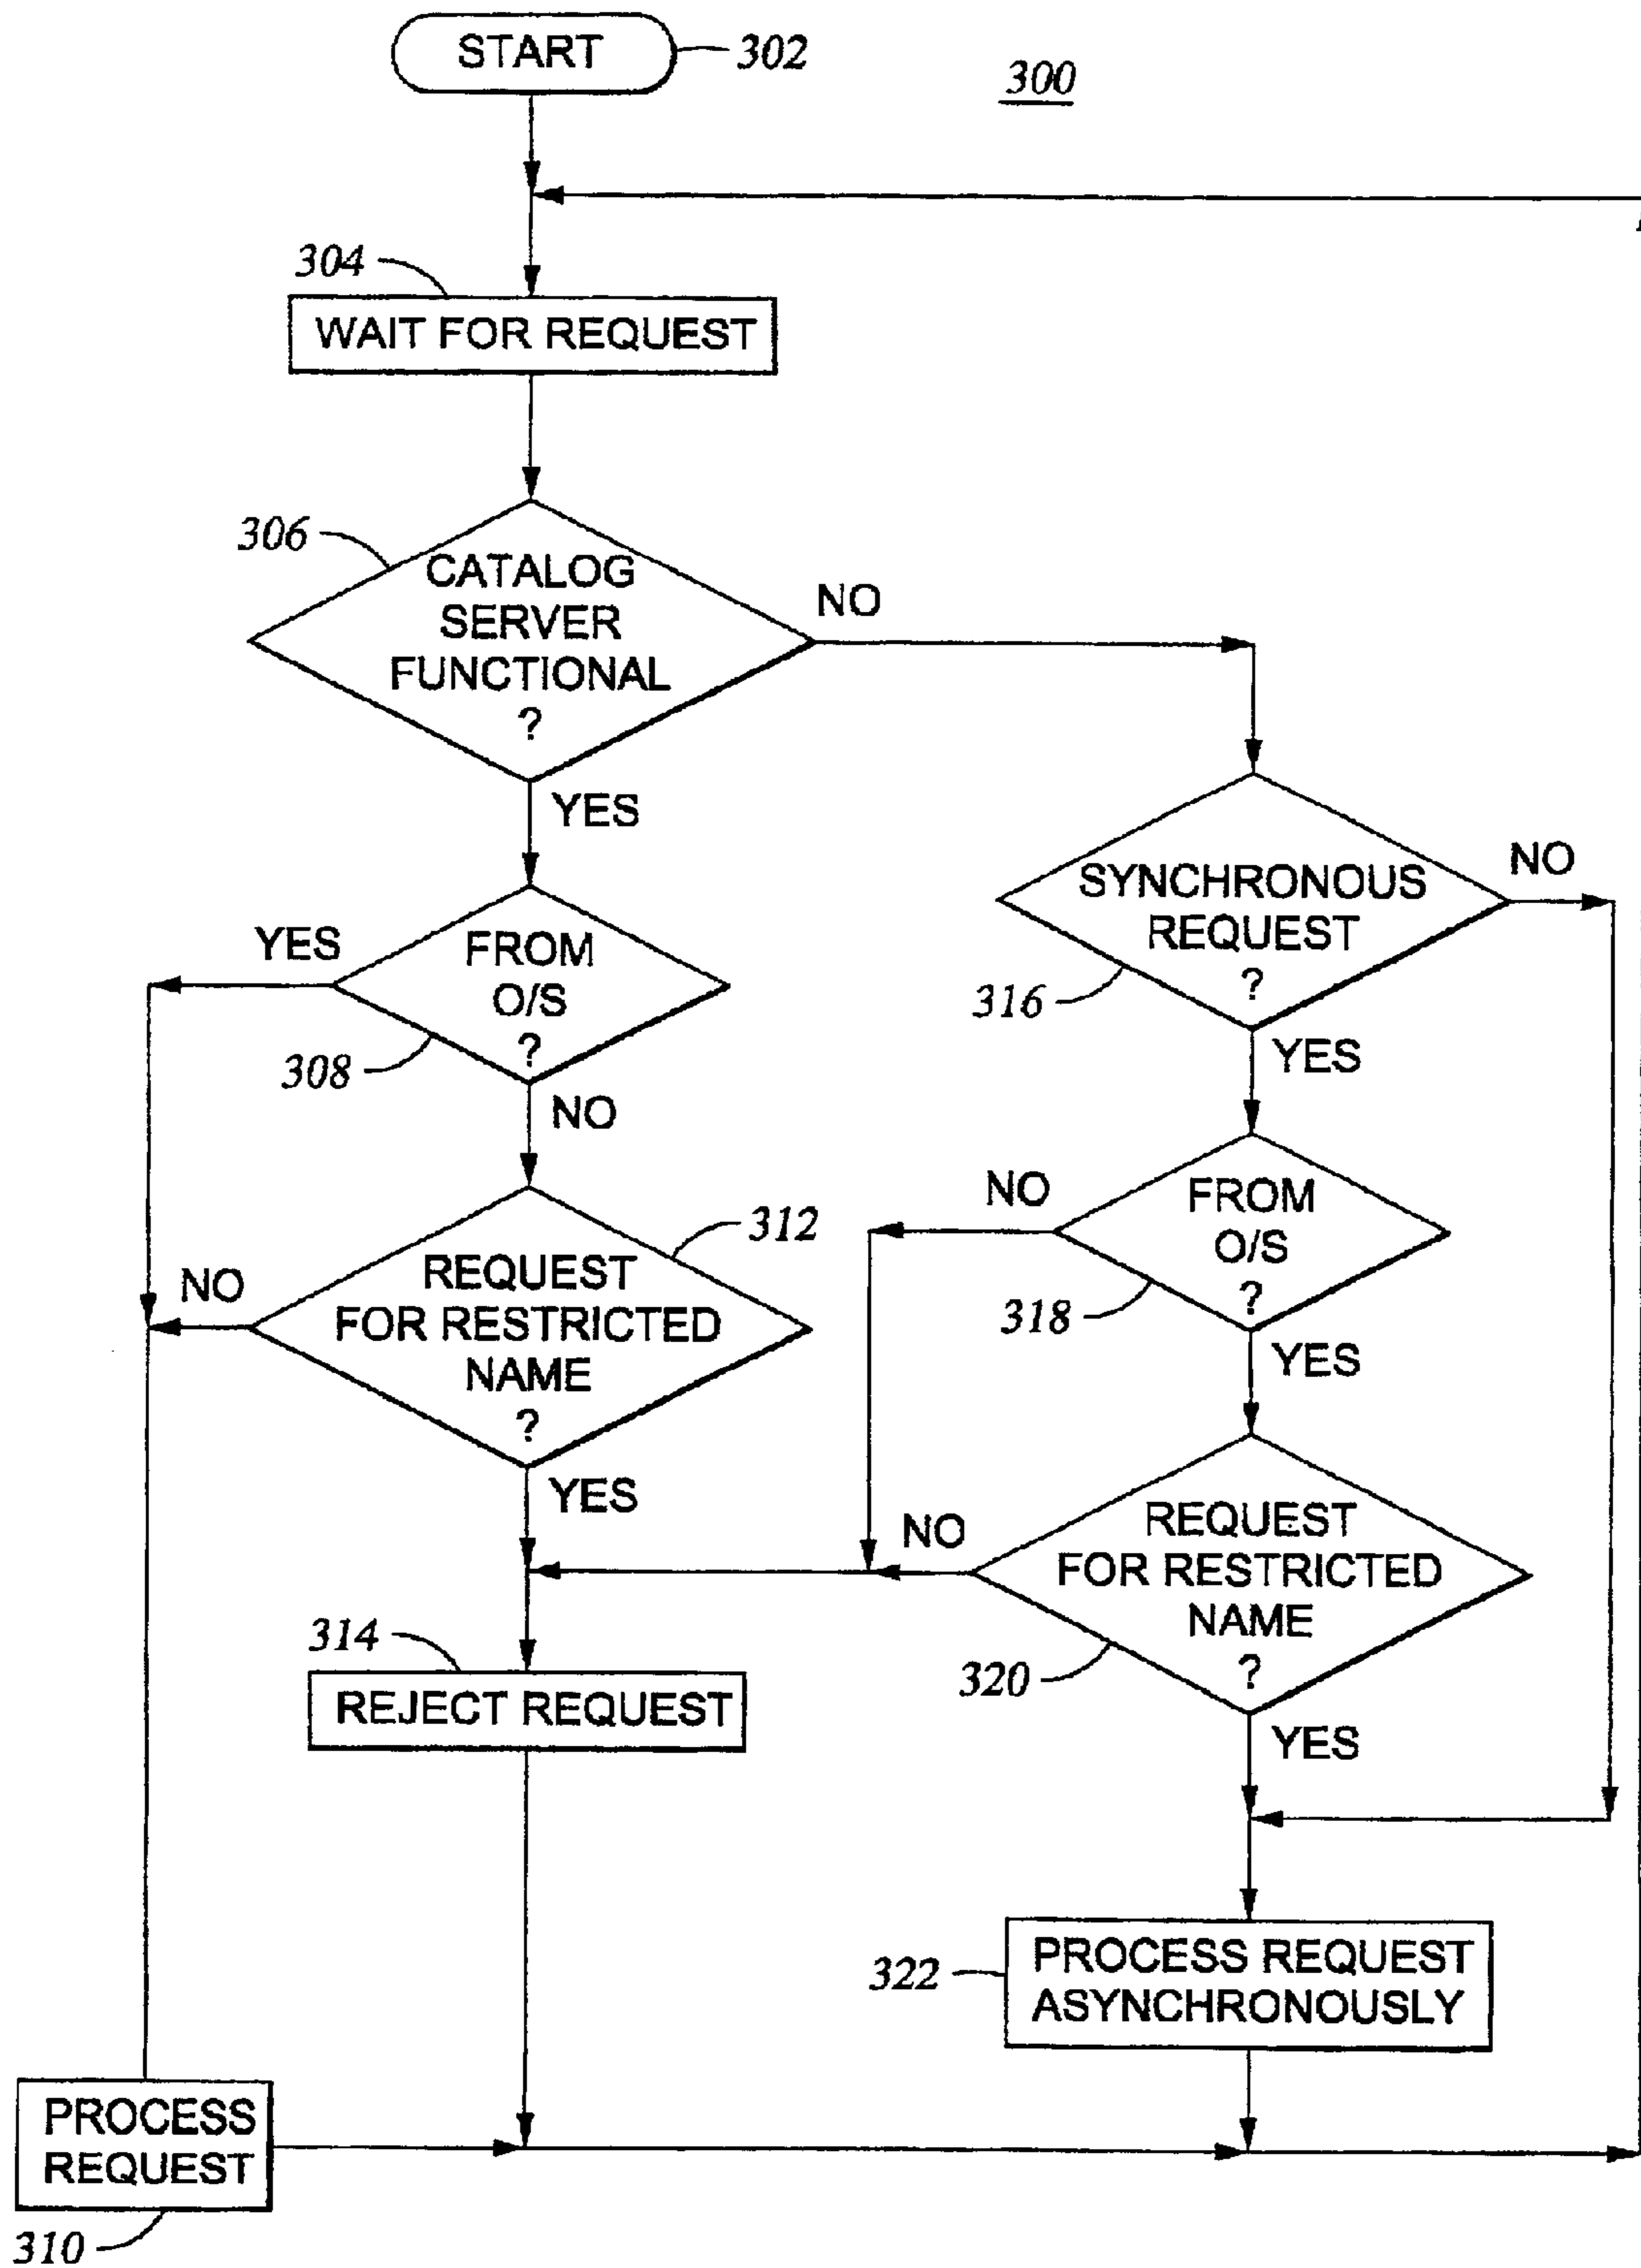 START
302
300
304
WAIT FOR REQUEST
306
CATALOG
SERVER
FUNCTIONAL
?
NO
YES
SYNCHRONOUS
REQUEST
?
NO
316
YES
YES
FROM
O/S
?
308
NO
FROM
O/S
?
NO
318
YES
312
REQUEST
FOR RESTRICTED
NAME
?
NO
YES
REQUEST
FOR RESTRICTED
NAME
?
NO
320
YES
314
REJECT REQUEST
322
PROCESS REQUEST
ASYNCHRONOUSLY
PROCESS
REQUEST
310